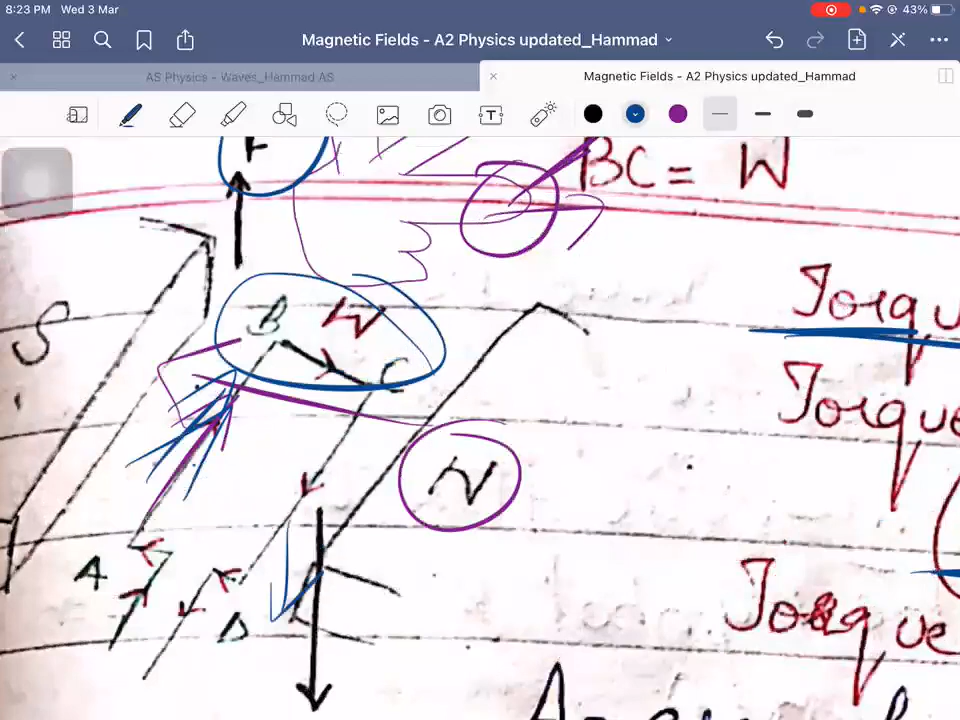 8:23 PM Wed 3 Mar
43%
Magnetic Fields - A2 Physics updated_Hammad
AS Physics - Waves_Hammad AS
Magnetic Fields - A2 Physics updated_Hammad
T
F
BC = W
S
B
W
C
Torqu
Torque
N
A
D
Torque